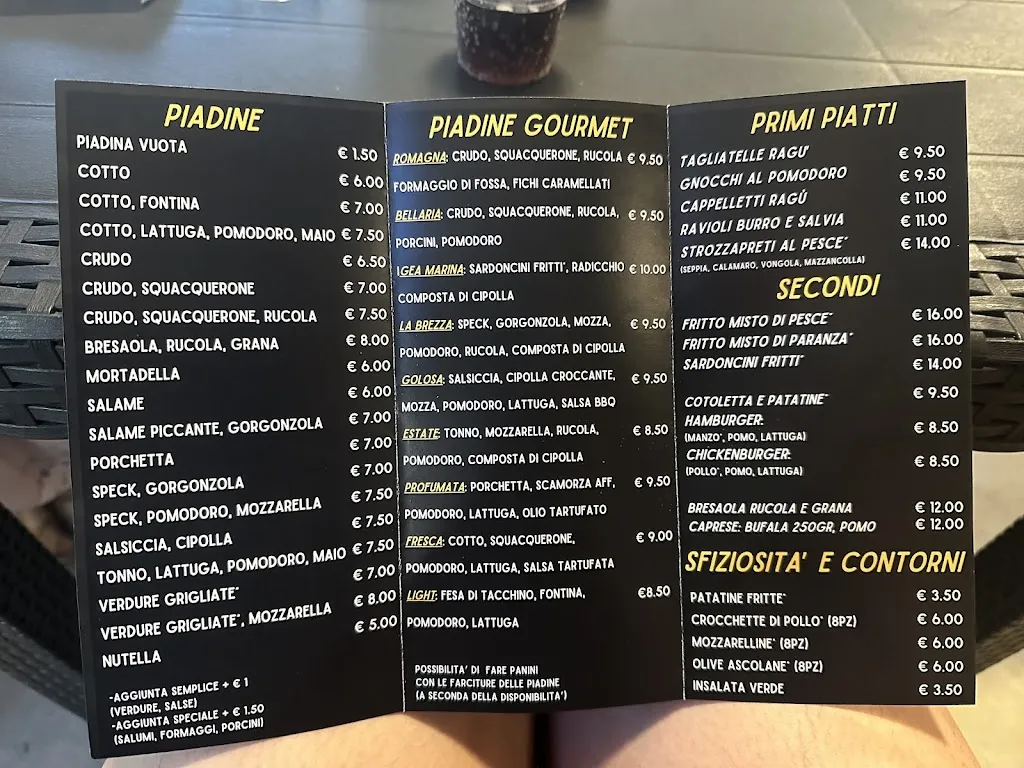 PIADINE
PIADINA VUOTA € 1.50
COTTO € 6.00
COTTO, FONTINA € 7.00
COTTO, LATTUGA, POMODORO, MAIO € 7.50
CRUDO € 6.50
CRUDO, SQUACQUERONE € 7.00
CRUDO, SQUACQUERONE, RUCOLA € 7.50
BRESAOLA, RUCOLA, GRANA € 8.00
MORTADELLA € 6.00
SALAME € 6.00
SALAME PICCANTE, GORGONZOLA € 7.00
PORCHETTA € 7.00
SPECK, GORGONZOLA € 7.00
SPECK, POMODORO, MOZZARELLA € 7.50
SALSICCIA, CIPOLLA € 7.50
TONNO, LATTUGA, POMODORO, MAIO € 7.50
VERDURE GRIGLIATE* € 7.00
VERDURE GRIGLIATE*, MOZZARELLA € 8.00
NUTELLA € 5.00
-AGGIUNTA SEMPLICE + € 1
(VERDURE, SALSE)
-AGGIUNTA SPECIALE + € 1.50
(SALUMI, FORMAGGI, PORCINI)
PIADINE GOURMET
ROMAGNA: CRUDO, SQUACQUERONE, RUCOLA € 9.50
FORMAGGIO DI FOSSA, FICHI CARAMELLATI
BELLARIA: CRUDO, SQUACQUERONE, RUCOLA, € 9.50
PORCINI, POMODORO
IGEA MARINA: SARDONCINI FRITTI*, RADICCHIO € 10.00
COMPOSTA DI CIPOLLA
LA BREZZA: SPECK, GORGONZOLA, MOZZA, € 9.50
POMODORO, RUCOLA, COMPOSTA DI CIPOLLA
GOLOSA: SALSICCIA, CIPOLLA CROCCANTE, € 9.50
MOZZA, POMODORO, LATTUGA, SALSA BBQ
ESTATE: TONNO, MOZZARELLA, RUCOLA, € 8.50
POMODORO, COMPOSTA DI CIPOLLA
PROFUMATA: PORCHETTA, SCAMORZA AFF, € 9.50
POMODORO, LATTUGA, OLIO TARTUFATO
FRESCA: COTTO, SQUACQUERONE, € 9.00
POMODORO, LATTUGA, SALSA TARTUFATA
LIGHT: FESA DI TACCHINO, FONTINA, €8.50
POMODORO, LATTUGA
POSSIBILITA' DI FARE PANINI
CON LE FARCITURE DELLE PIADINE
(A SECONDA DELLA DISPONIBILITA')
PRIMI PIATTI
TAGLIATELLE RAGU' € 9.50
GNOCCHI AL POMODORO € 9.50
CAPPELLETTI RAGÙ € 11.00
RAVIOLI BURRO E SALVIA € 11.00
STROZZAPRETI AL PESCE* € 14.00
(SEPPIA, CALAMARO, VONGOLA, MAZZANCOLLA)
SECONDI
FRITTO MISTO DI PESCE* € 16.00
FRITTO MISTO DI PARANZA* € 16.00
SARDONCINI FRITTI* € 14.00
COTOLETTA E PATATINE* € 9.50
HAMBURGER: € 8.50
(MANZO*, POMO, LATTUGA)
CHICKENBURGER: € 8.50
(POLLO*, POMO, LATTUGA)
BRESAOLA RUCOLA E GRANA € 12.00
CAPRESE: BUFALA 250GR, POMO € 12.00
SFIZIOSITA' E CONTORNI
PATATINE FRITTE* € 3.50
CROCCHETTE DI POLLO* (8PZ) € 6.00
MOZZARELLINE* (8PZ) € 6.00
OLIVE ASCOLANE* (8PZ) € 6.00
INSALATA VERDE € 3.50